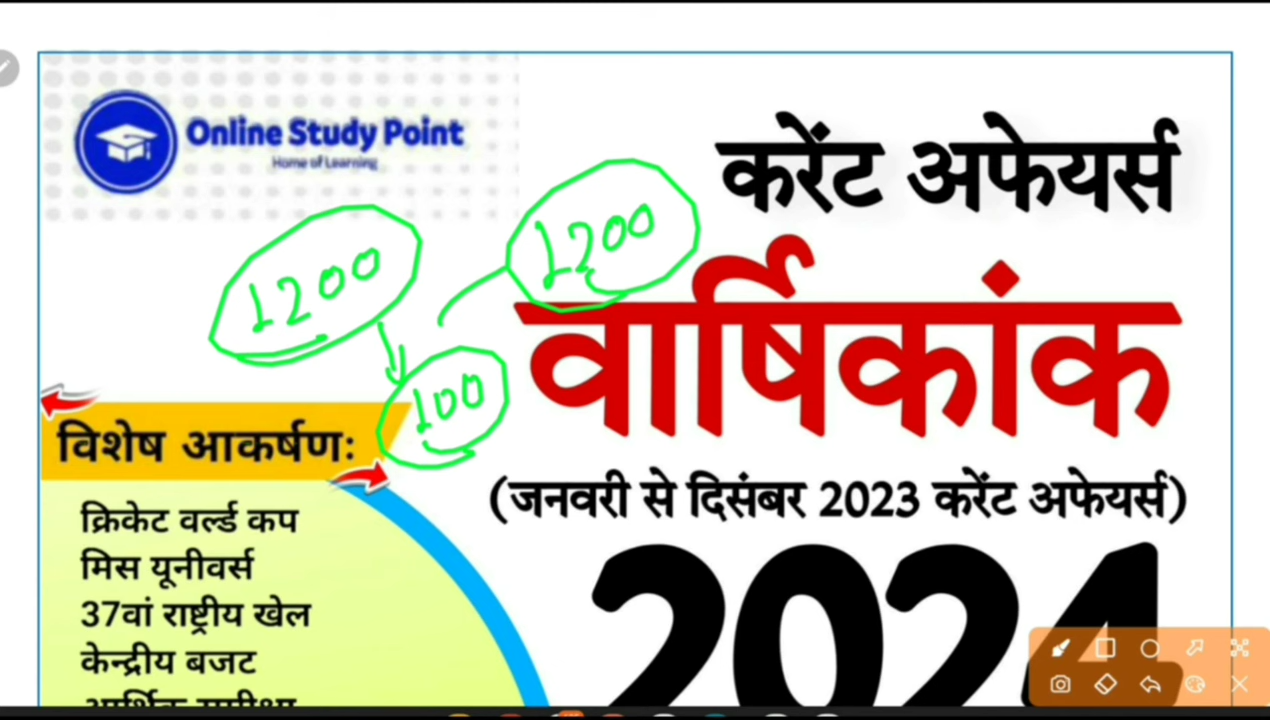 Online Study Point
Home of Learning
करेंट अफेयर्स
1200
1200
वार्षिकांक
100
विशेष आकर्षण:
(जनवरी से दिसंबर 2023 करेंट अफेयर्स)
क्रिकेट वर्ल्ड कप
मिस यूनीवर्स
37वां राष्ट्रीय खेल
केन्द्रीय बजट
2024